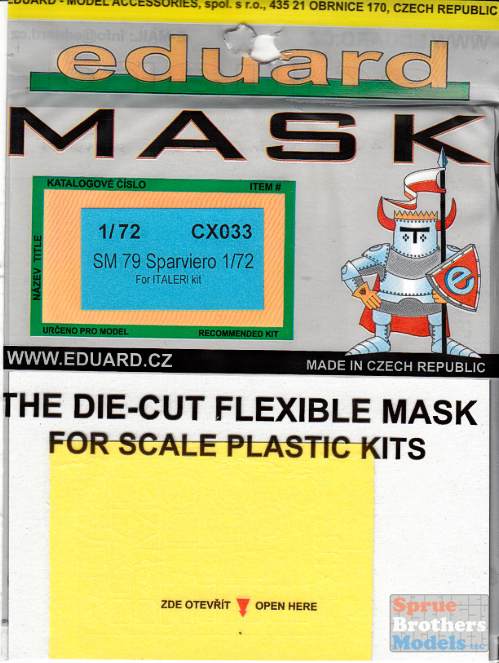 EDUARD - MODEL ACCESSORIES, spol. s r.o., 435 21 OBRNICE 170, CZECH REPUBLIC
eduard
MASK
KATALOGOVÉ ČÍSLO
ITEM #
NÁZEV TITLE
1/72 CX033
SM 79 Sparviero 1/72
For ITALERI kit
URČENO PRO MODEL
RECOMMENDED KIT
e
WWW.EDUARD.CZ
MADE IN CZECH REPUBLIC
THE DIE-CUT FLEXIBLE MASK
FOR SCALE PLASTIC KITS
ZDE OTEVŘÍT OPEN HERE
Sprue
Brothers
Models LLC